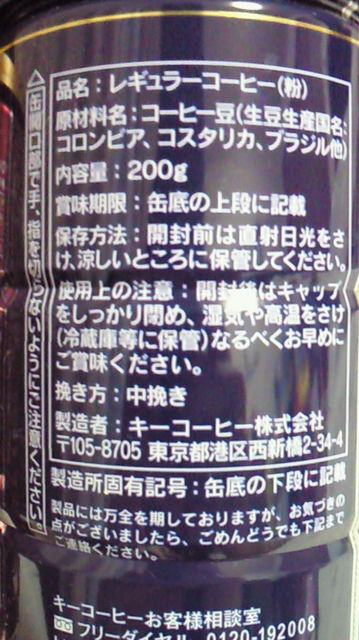 品名：レギュラーコーヒー(粉)
原材料名：コーヒー豆(生豆生産国名：
コロンビア、コスタリカ、ブラジル他)
内容量：200g
賞味期限：缶底の上段に記載
保存方法：開封前は直射日光をさ
け、涼しいところに保管してください。
使用上の注意：開封後はキャップ
をしっかり閉め、湿気や高温をさけ
(冷蔵庫等に保管)なるべくお早めに
ご賞味ください。
挽き方：中挽き
製造者：キーコーヒー株式会社
〒105-8705 東京都港区西新橋2-34-4
製造所固有記号：缶底の下段に記載
製品には万全を期しておりますが、お気づきの
点がございましたら、ごめんどうでも下記まで
ご連絡ください。
キーコーヒーお客様相談室
フリーダイヤル 0120-192008
△缶開口部で手、指を切らないようにご注意ください。